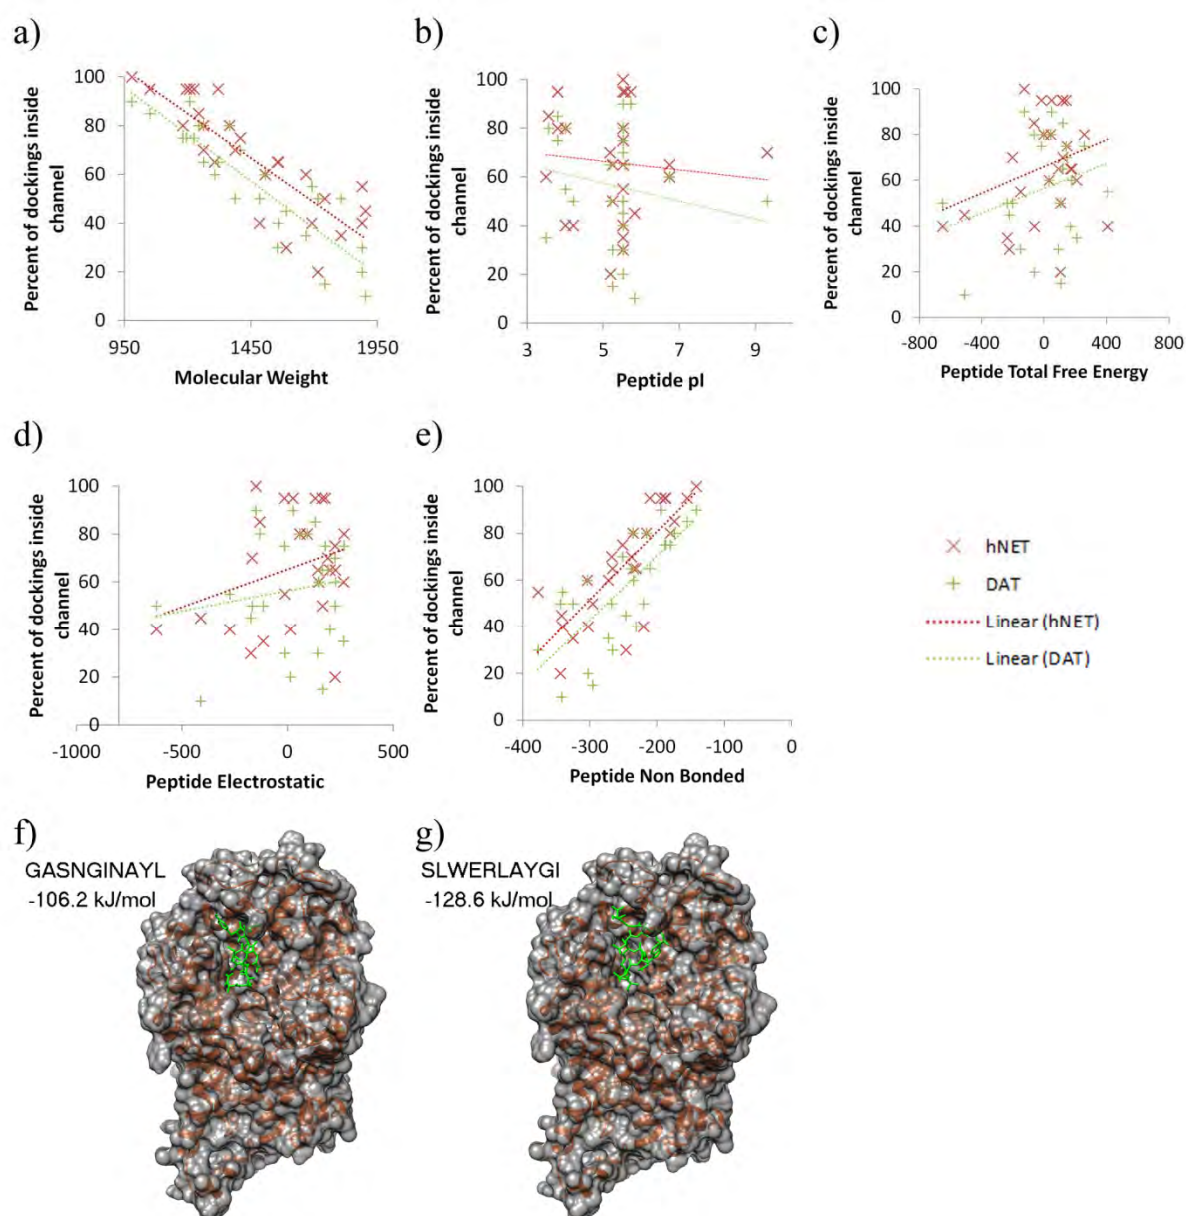 a)
Percent of dockings inside
channel
100
80
60
40
20
0
950
1450
1950
Molecular Weight
b)
Percent of dockings inside
channel
100
80
60
40
20
0
3
5
7
9
Peptide pI
c)
Percent of dockings inside
channel
100
80
60
40
20
0
-800
-400
0
400
800
Peptide Total Free Energy
d)
Percent of dockings inside
channel
100
80
60
40
20
0
-1000
-500
0
500
Peptide Electrostatic
e)
Percent of dockings inside
channel
100
80
60
40
20
0
-400
-300
-200
-100
0
Peptide Non Bonded
hNET
DAT
Linear (hNET)
Linear (DAT)
f)
GASNGINAYL
-106.2 kJ/mol
g)
SLWERLAYGI
-128.6 kJ/mol